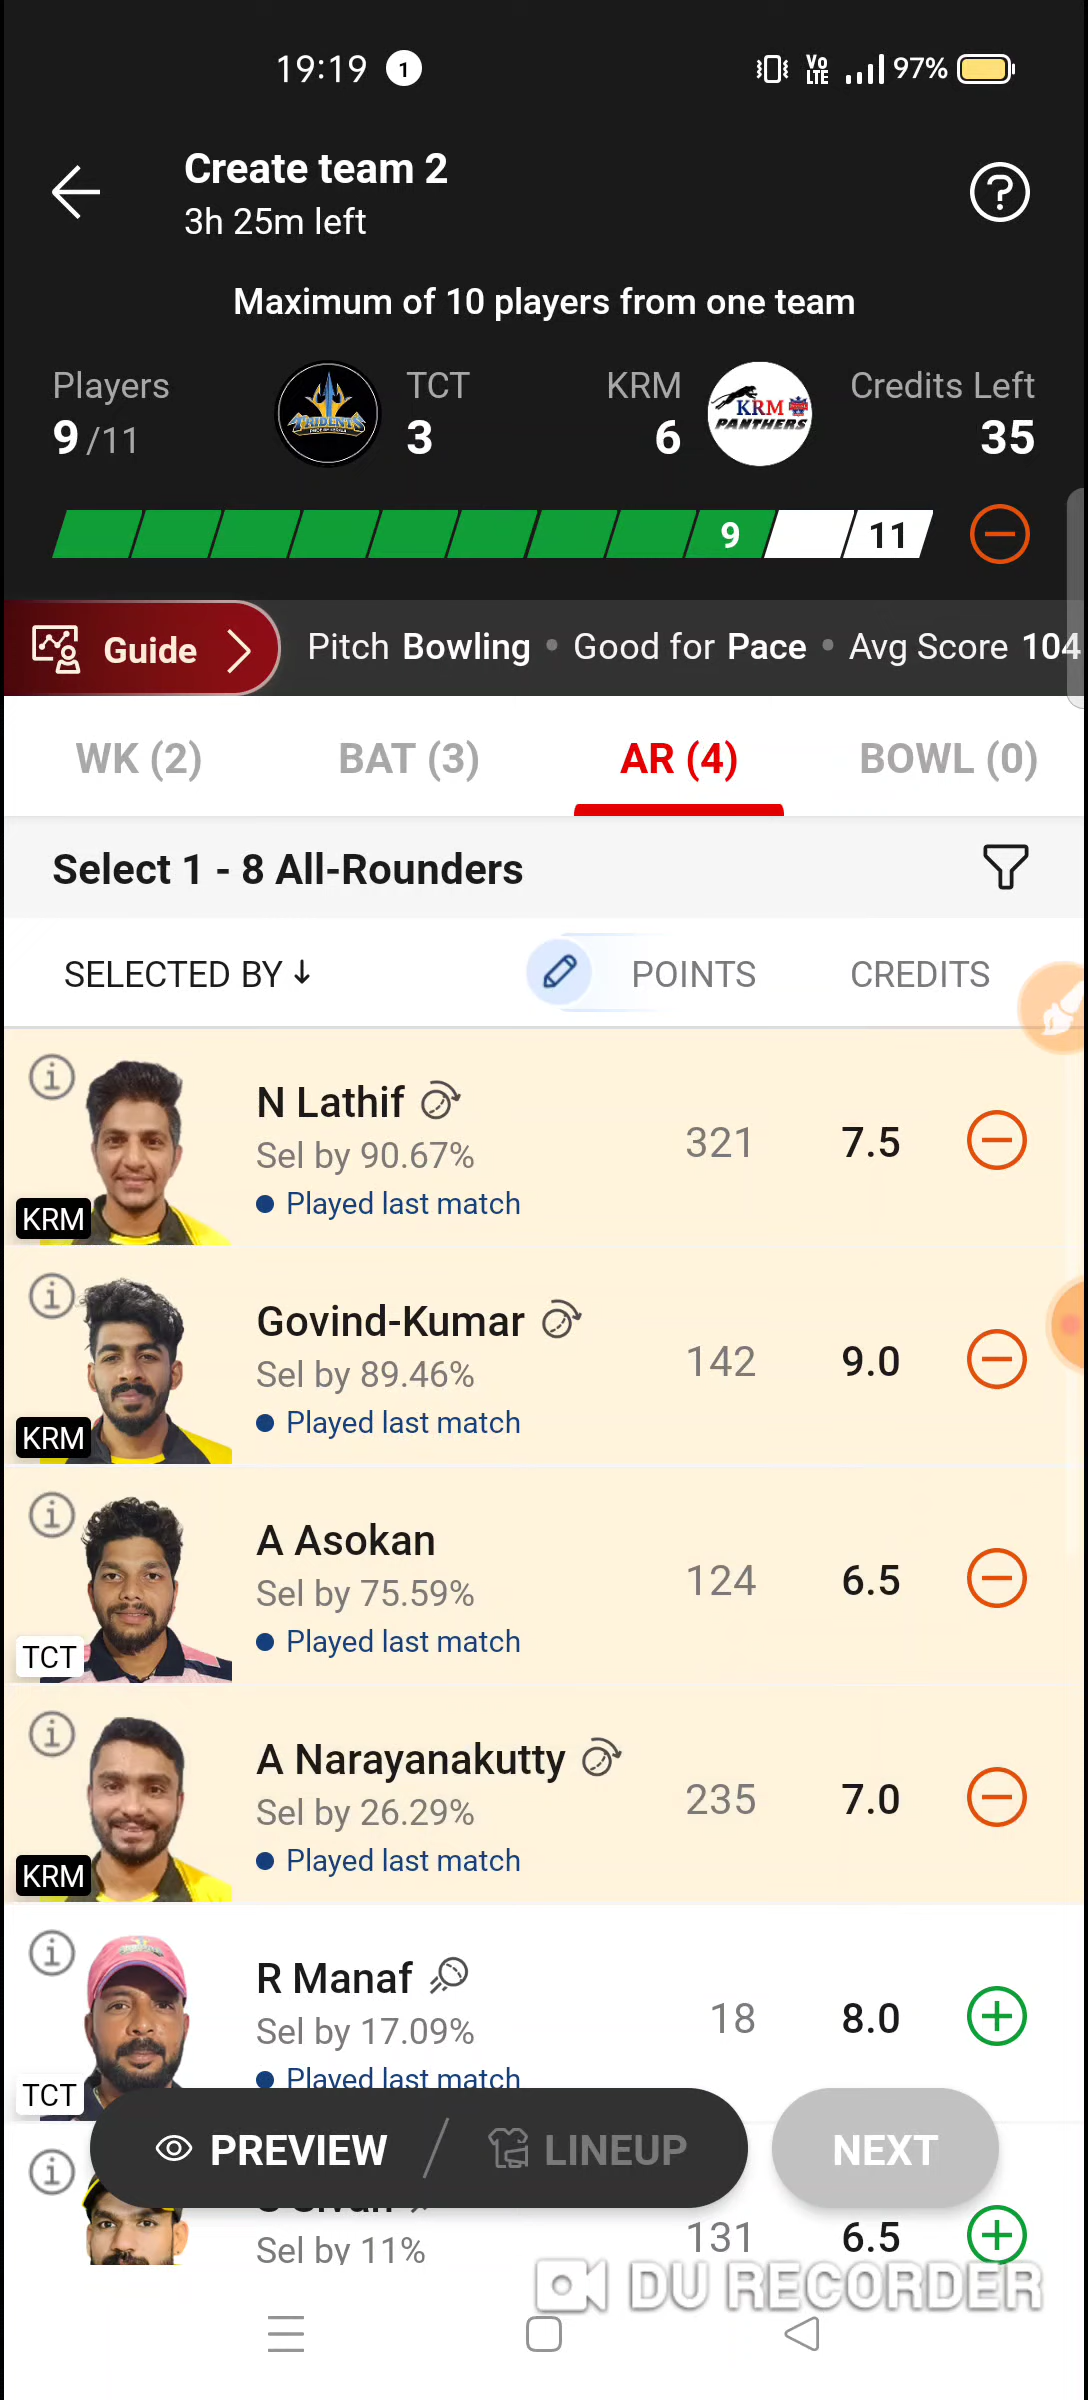 19:19 1 Vo LTE 97%
Create team 2
3h 25m left
Maximum of 10 players from one team
Players TCT KRM Credits Left
9 /11 3 6 35
TRIDENTS
KRM
PANTHERS
9 11
Guide Pitch Bowling • Good for Pace • Avg Score 104
WK (2) BAT (3) AR (4) BOWL (0)
Select 1 - 8 All-Rounders
SELECTED BY ↓ POINTS CREDITS
N Lathif
Sel by 90.67% 321 7.5
Played last match
KRM
Govind-Kumar
Sel by 89.46% 142 9.0
Played last match
KRM
A Asokan
Sel by 75.59% 124 6.5
Played last match
TCT
A Narayanakutty
Sel by 26.29% 235 7.0
Played last match
KRM
R Manaf
Sel by 17.09% 18 8.0
Played last match
TCT
PREVIEW LINEUP NEXT
Sel by 11% 131 6.5
DU RECORDER